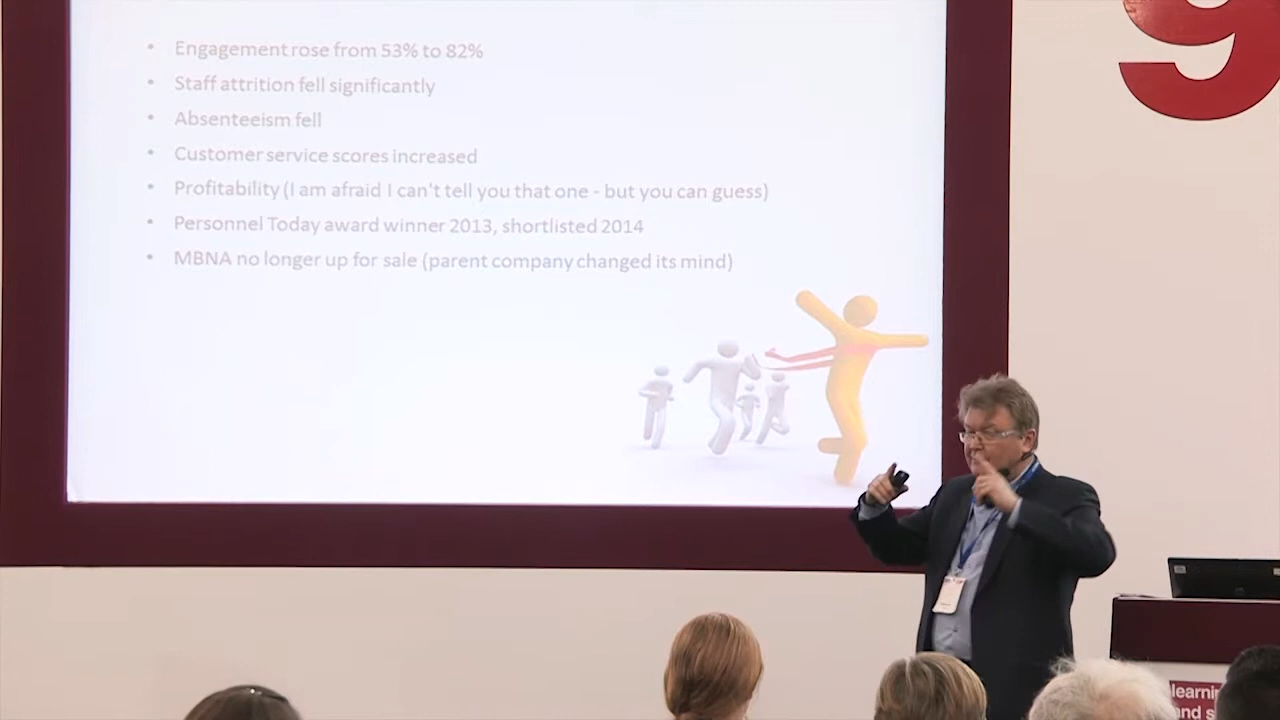 9
• Engagement rose from 53% to 82%
• Staff attrition fell significantly
• Absenteeism fell
• Customer service scores increased
• Profitability (I am afraid I can't tell you that one - but you can guess)
• Personnel Today award winner 2013, shortlisted 2014
• MBNA no longer up for sale (parent company changed its mind)
learnin
and s